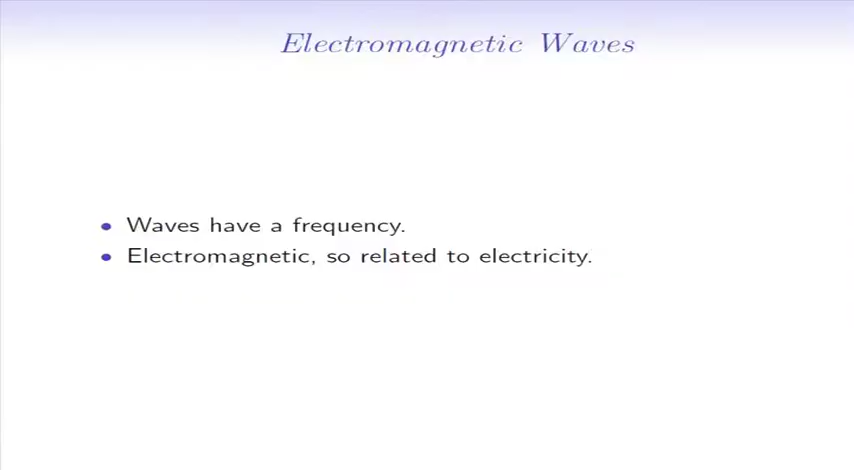 Electromagnetic Waves
• Waves have a frequency.
• Electromagnetic, so related to electricity.